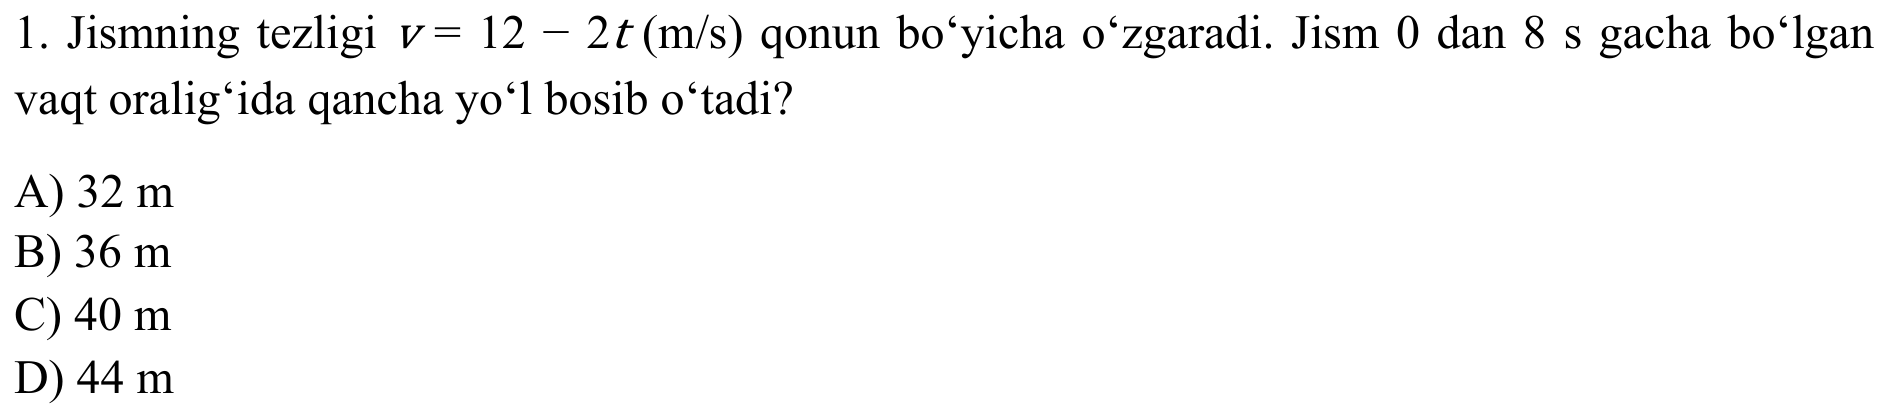 1. Jismning tezligi v = 12 − 2t (m/s) qonun bo‘yicha o‘zgaradi. Jism 0 dan 8 s gacha bo‘lgan
vaqt oralig‘ida qancha yo‘l bosib o‘tadi?
A) 32 m
B) 36 m
C) 40 m
D) 44 m